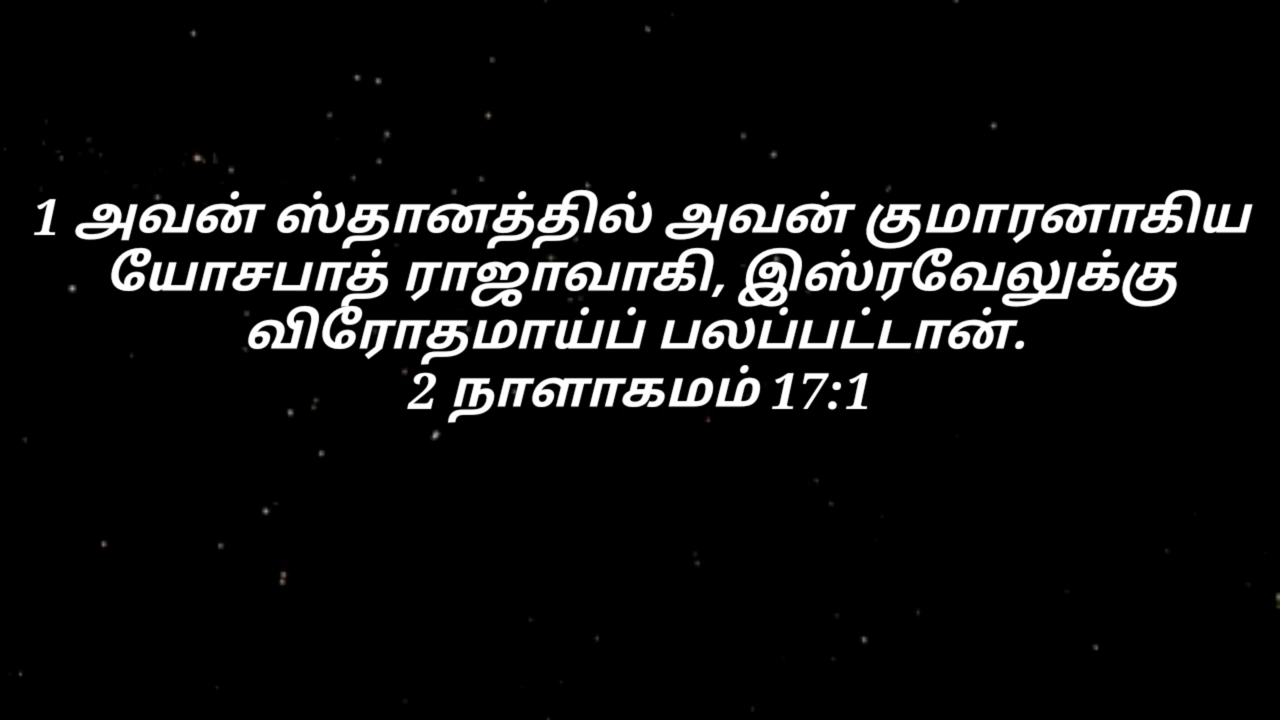 1 அவன் ஸ்தானத்தில் அவன் குமாரனாகிய
யோசபாத் ராஜாவாகி, இஸ்ரவேலுக்கு
விரோதமாய்ப் பலப்பட்டான்.
2 நாளாகமம் 17:1